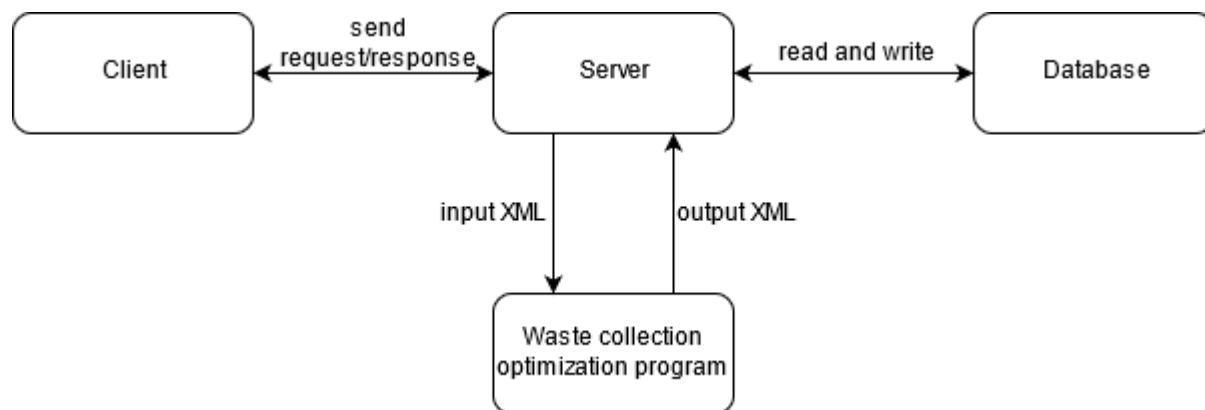 send
request/response
Client
Server
read and write
Database
input XML
output XML
Waste collection
optimization program